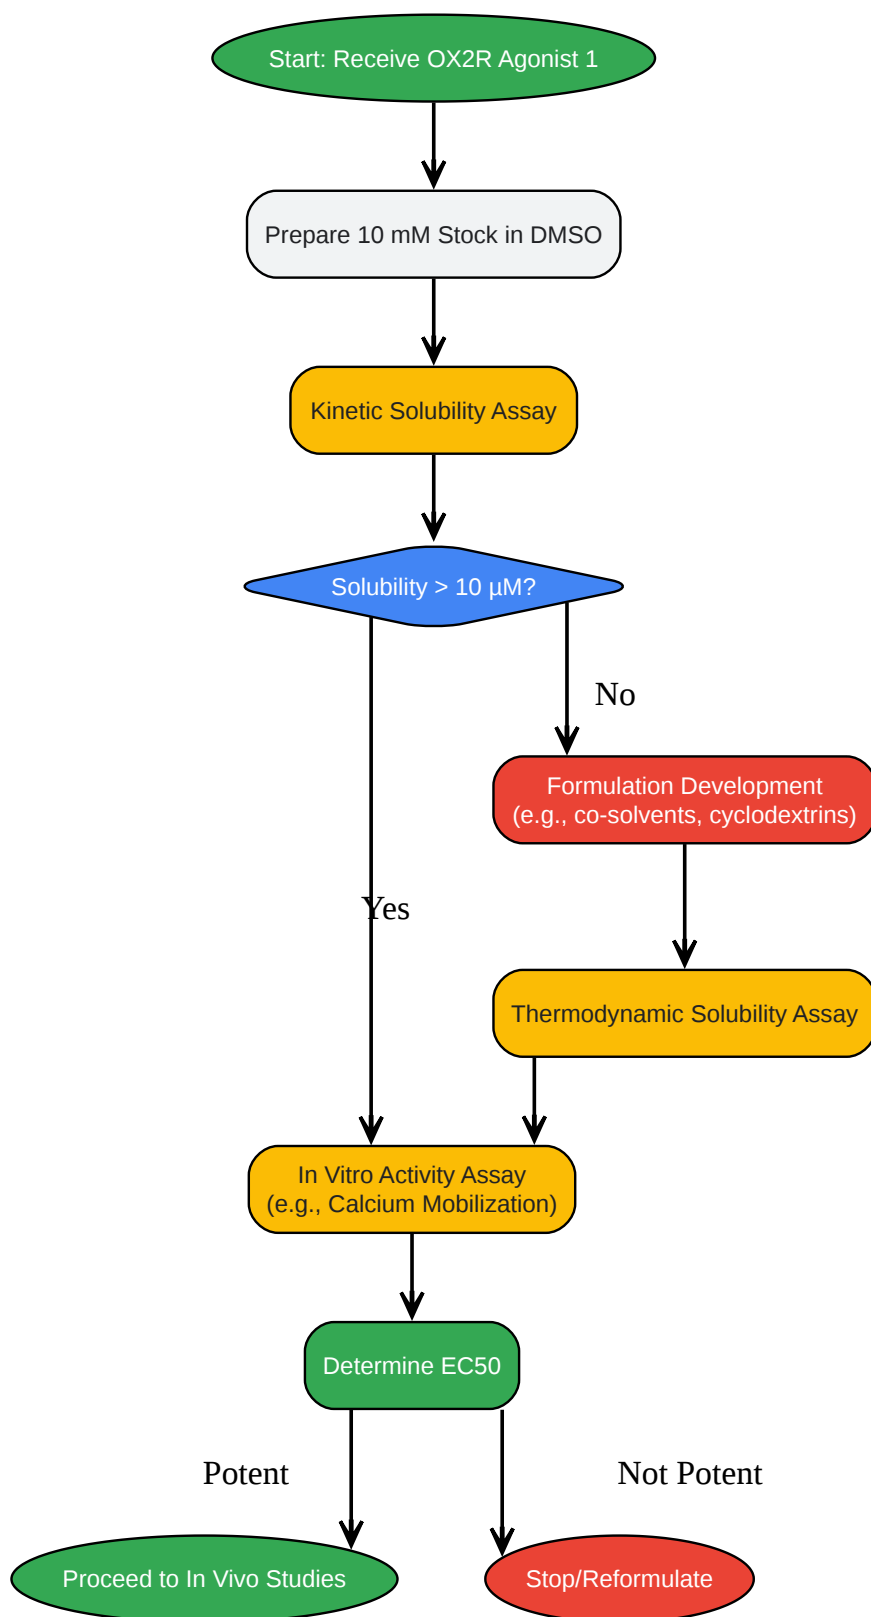 Start: Receive OX2R Agonist 1
Prepare 10 mM Stock in DMSO
Kinetic Solubility Assay
Solubility > 10 µM?
No
Formulation Development
(e.g., co-solvents, cyclodextrins)
Yes
Thermodynamic Solubility Assay
In Vitro Activity Assay
(e.g., Calcium Mobilization)
Determine EC50
Potent
Not Potent
Proceed to In Vivo Studies
Stop/Reformulate